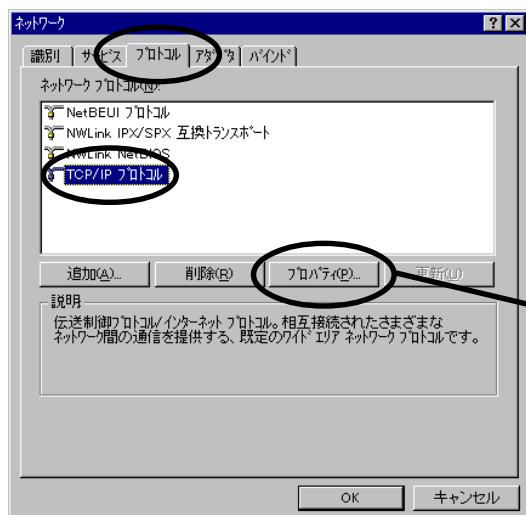 ネットワーク
識別 サービス プロトコル アダプタ バインド
ネットワーク プロトコル(N):
NetBEUI プロトコル
NWLink IPX/SPX 互換トランスポート
NWLink NetBIOS
TCP/IP プロトコル
追加(A)... 削除(R) プロパティ(P)... 更新(U)
説明
伝送制御プロトコル/インターネット プロトコル。相互接続されたさまざまな
ネットワーク間の通信を提供する、既定のワイド エリア ネットワーク プロトコルです。
OK キャンセル